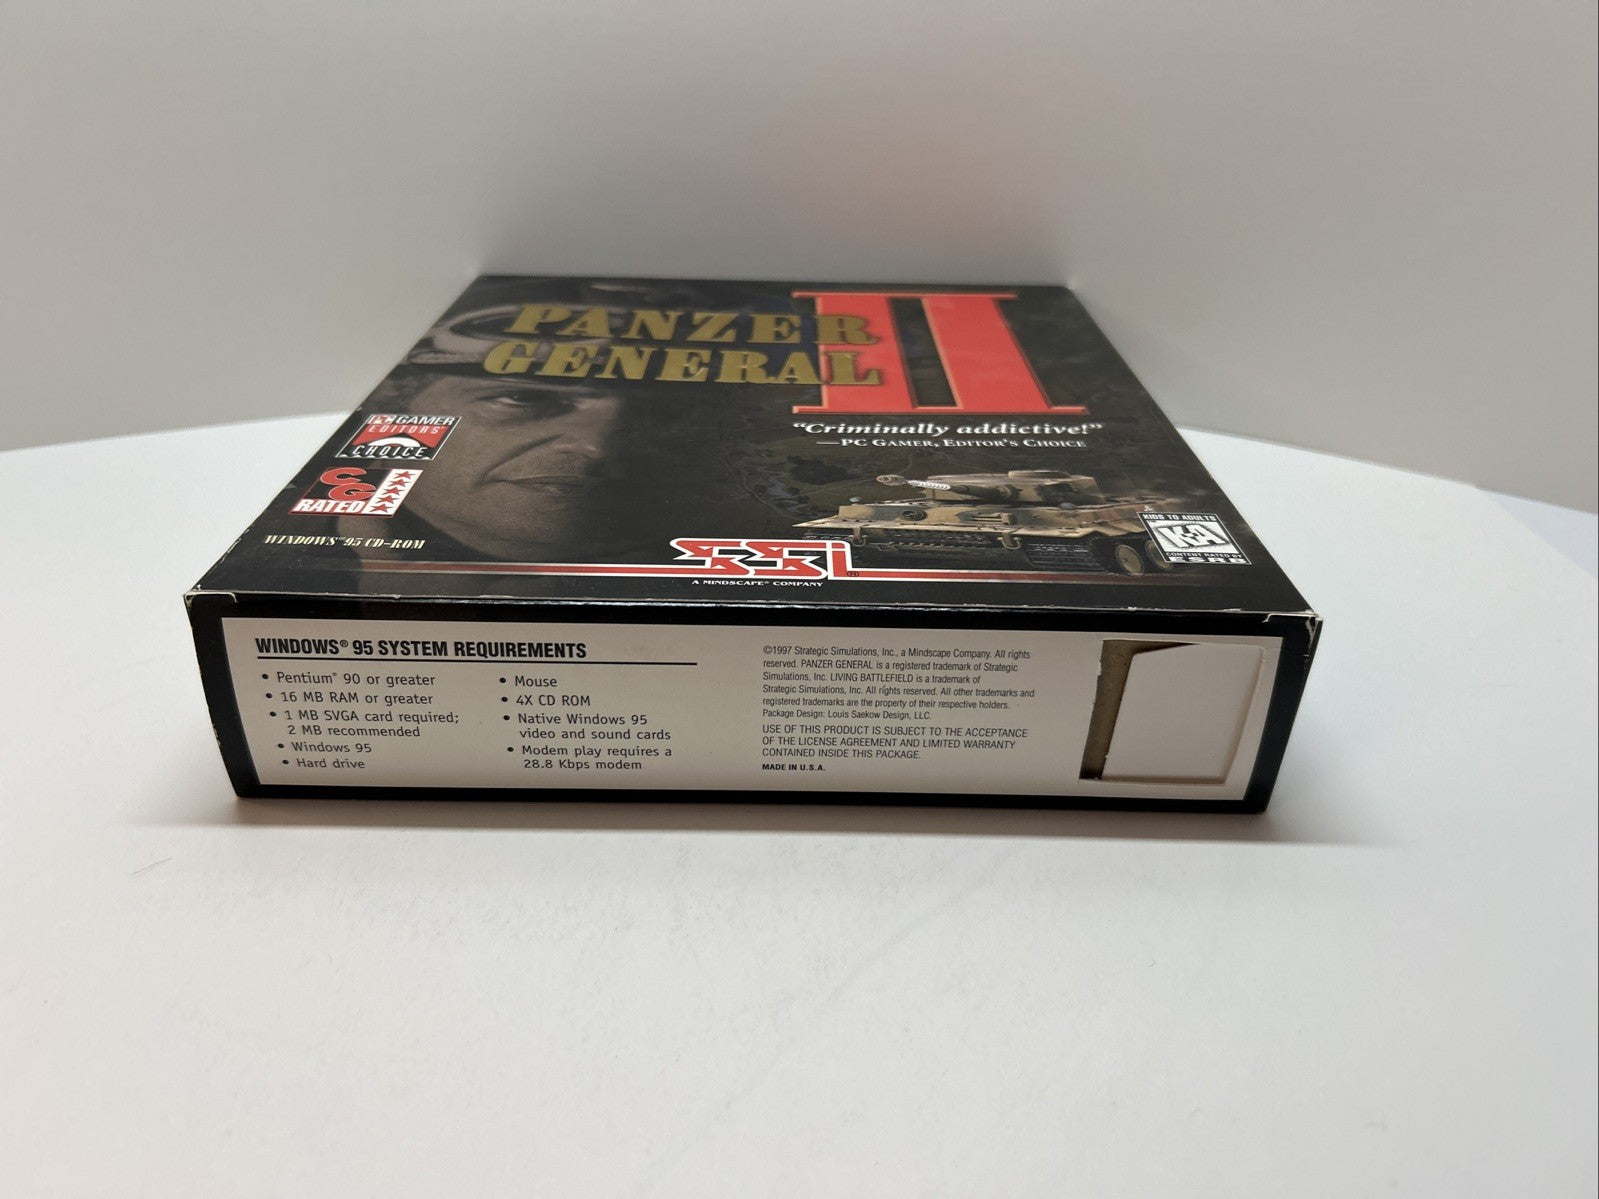 PANZER
GENERAL
II
"Criminally addictive!"
—PC GAMER, EDITOR'S CHOICE
PC GAMER
EDITORS'
CHOICE
CG
RATED
WINDOWS™ 95 CD-ROM
SSI®
A MINDSCAPE® COMPANY
KIDS TO ADULTS
K-A
CONTENT RATED BY
ESRB
WINDOWS® 95 SYSTEM REQUIREMENTS
• Pentium® 90 or greater
• 16 MB RAM or greater
• 1 MB SVGA card required;
2 MB recommended
• Windows 95
• Hard drive
• Mouse
• 4X CD ROM
• Native Windows 95
video and sound cards
• Modem play requires a
28.8 Kbps modem
©1997 Strategic Simulations, Inc., a Mindscape Company. All rights
reserved. PANZER GENERAL is a registered trademark of Strategic
Simulations, Inc. LIVING BATTLEFIELD is a trademark of
Strategic Simulations, Inc. All rights reserved. All other trademarks and
registered trademarks are the property of their respective holders.
Package Design: Louis Saekow Design, LLC.
USE OF THIS PRODUCT IS SUBJECT TO THE ACCEPTANCE
OF THE LICENSE AGREEMENT AND LIMITED WARRANTY
CONTAINED INSIDE THIS PACKAGE.
MADE IN U.S.A.